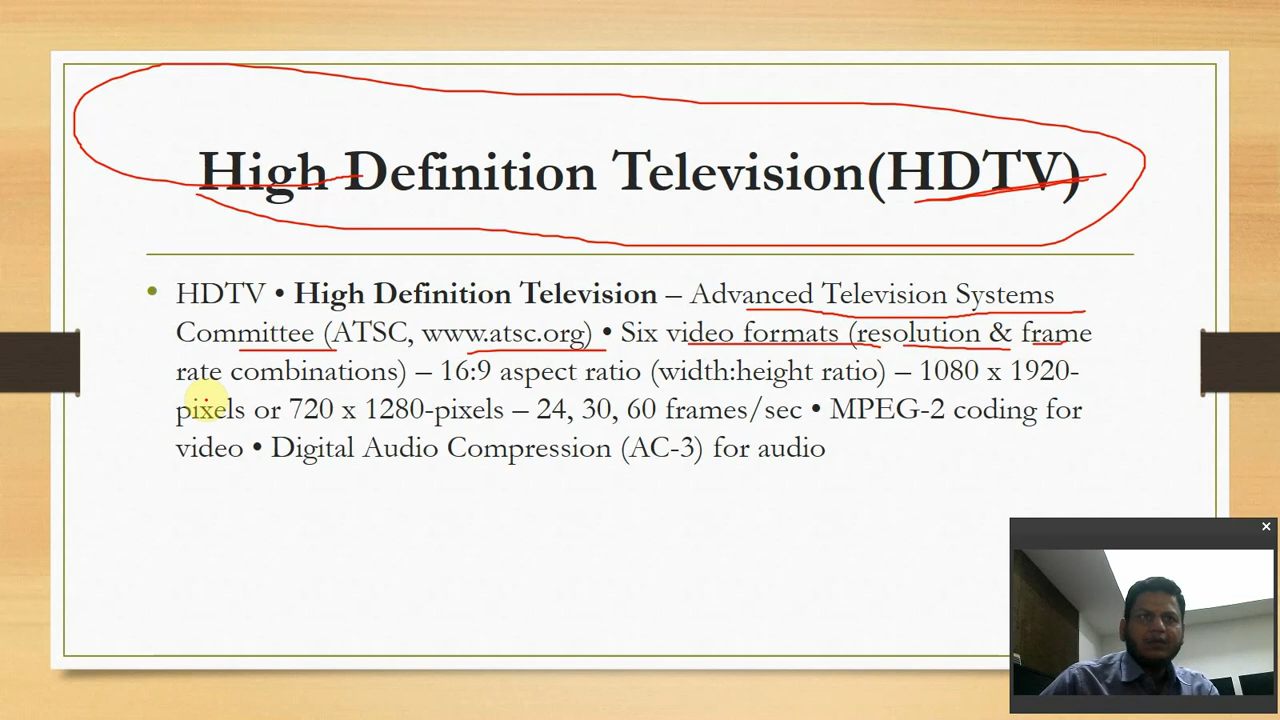 High Definition Television(HDTV)
• HDTV • High Definition Television – Advanced Television Systems
Committee (ATSC, www.atsc.org) • Six video formats (resolution & frame
rate combinations) – 16:9 aspect ratio (width:height ratio) – 1080 x 1920-
pixels or 720 x 1280-pixels – 24, 30, 60 frames/sec • MPEG-2 coding for
video • Digital Audio Compression (AC-3) for audio